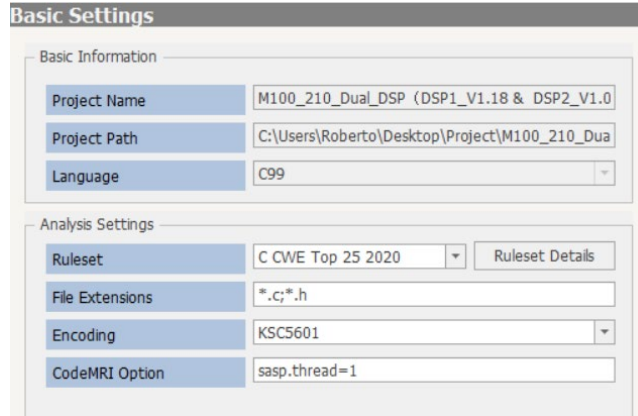 Basic Settings
Basic Information
Project Name M100_210_Dual_DSP (DSP1_V1.18 & DSP2_V1.0
Project Path C:\Users\Roberto\Desktop\Project\M100_210_Dua
Language C99
Analysis Settings
Ruleset C CWE Top 25 2020 Ruleset Details
File Extensions *.c;*.h
Encoding KSC5601
CodeMRI Option sasp.thread=1